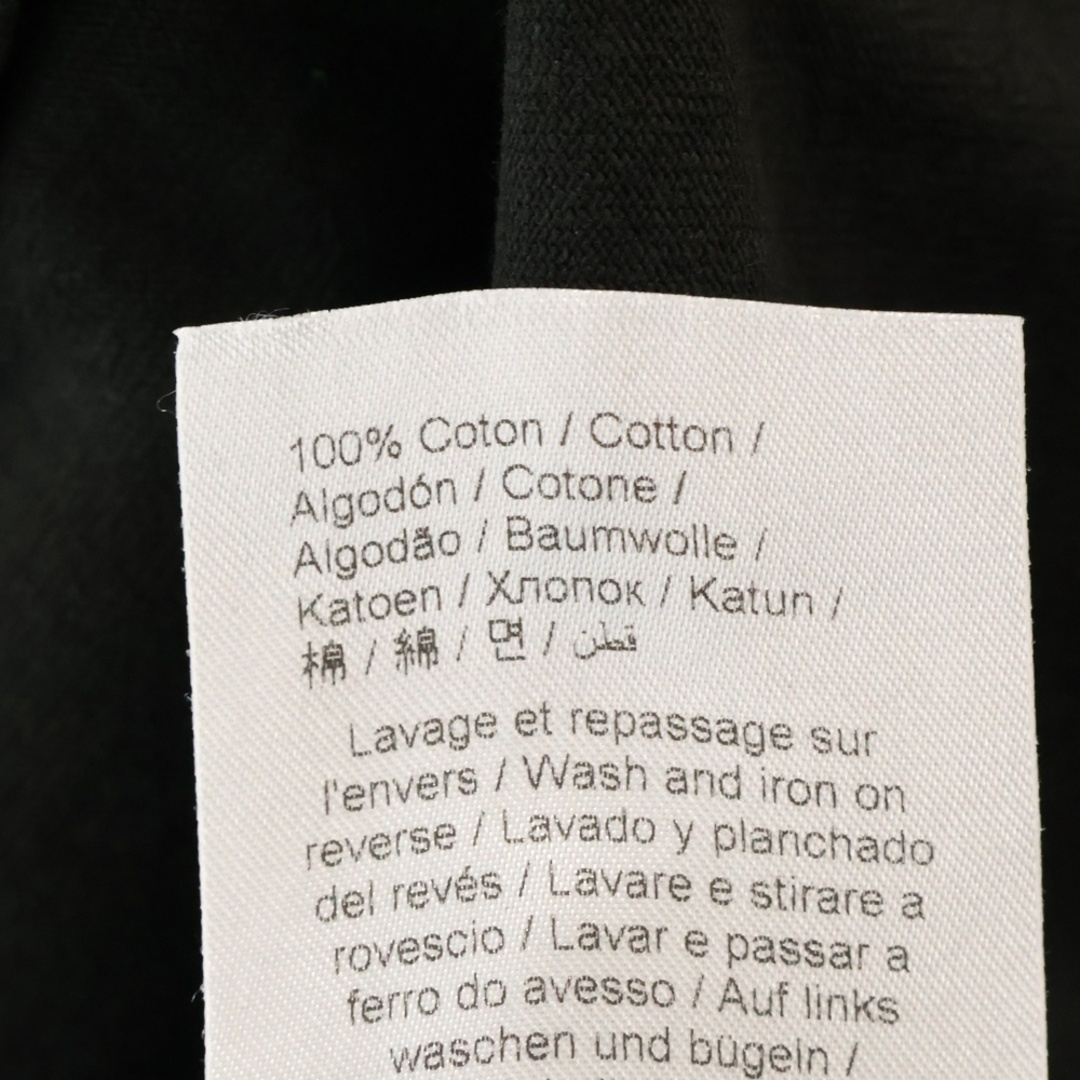 100% Coton / Cotton /
Algodón / Cotone /
Algodão / Baumwolle /
Katoen / Хлопок / Katun /
棉 / 綿 / 면 / قطن
Lavage et repassage sur
l'envers / Wash and iron on
reverse / Lavado y planchado
del revés / Lavare e stirare a
rovescio / Lavar e passar a
ferro do avesso / Auf links
waschen und bügeln /